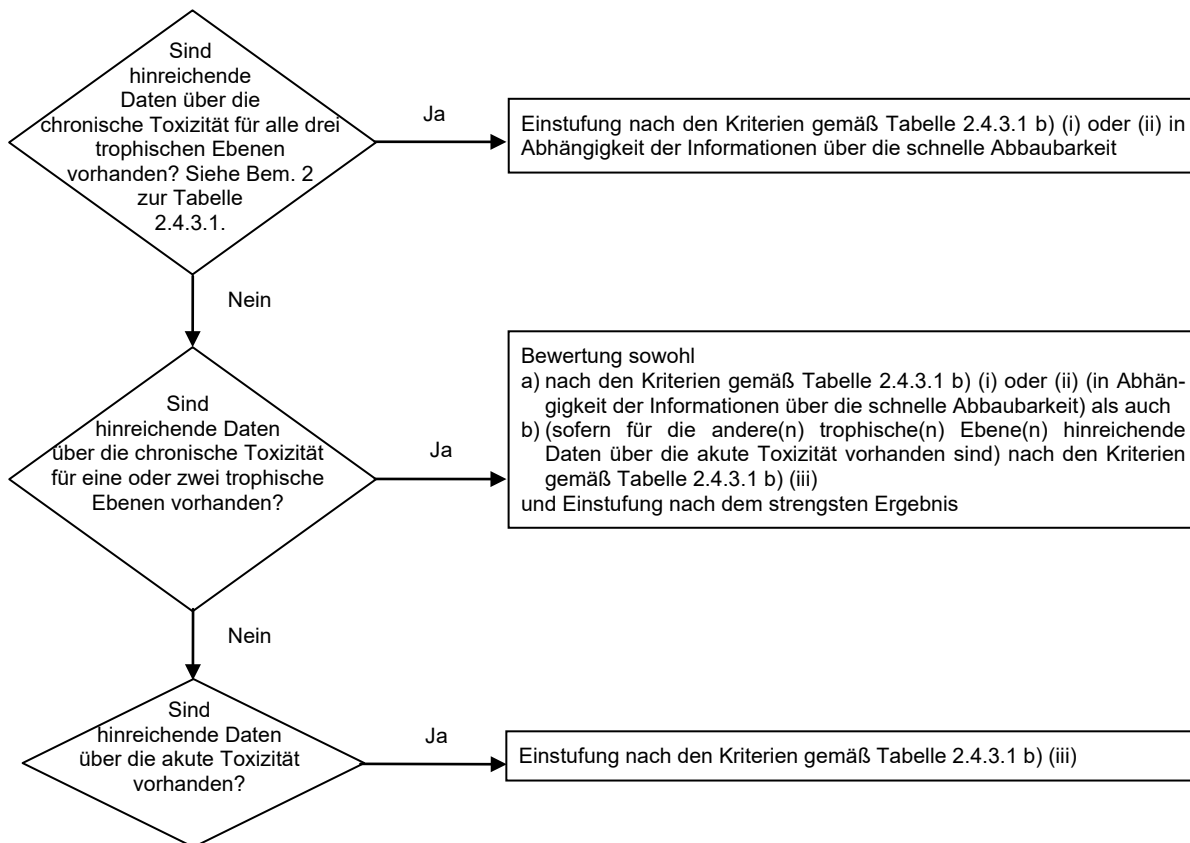 Sind
hinreichende
Daten über die
chronische Toxizität für alle drei
trophischen Ebenen
vorhanden? Siehe Bem. 2
zur Tabelle
2.4.3.1.
Ja
Einstufung nach den Kriterien gemäß Tabelle 2.4.3.1 b) (i) oder (ii) in
Abhängigkeit der Informationen über die schnelle Abbaubarkeit
Nein
Sind
hinreichende Daten
über die chronische Toxizität
für eine oder zwei trophische
Ebenen vorhanden?
Ja
Bewertung sowohl
a) nach den Kriterien gemäß Tabelle 2.4.3.1 b) (i) oder (ii) (in Abhän-
gigkeit der Informationen über die schnelle Abbaubarkeit) als auch
b) (sofern für die andere(n) trophische(n) Ebene(n) hinreichende
Daten über die akute Toxizität vorhanden sind) nach den Kriterien
gemäß Tabelle 2.4.3.1 b) (iii)
und Einstufung nach dem strengsten Ergebnis
Nein
Sind
hinreichende Daten
über die akute Toxizität
vorhanden?
Ja
Einstufung nach den Kriterien gemäß Tabelle 2.4.3.1 b) (iii)